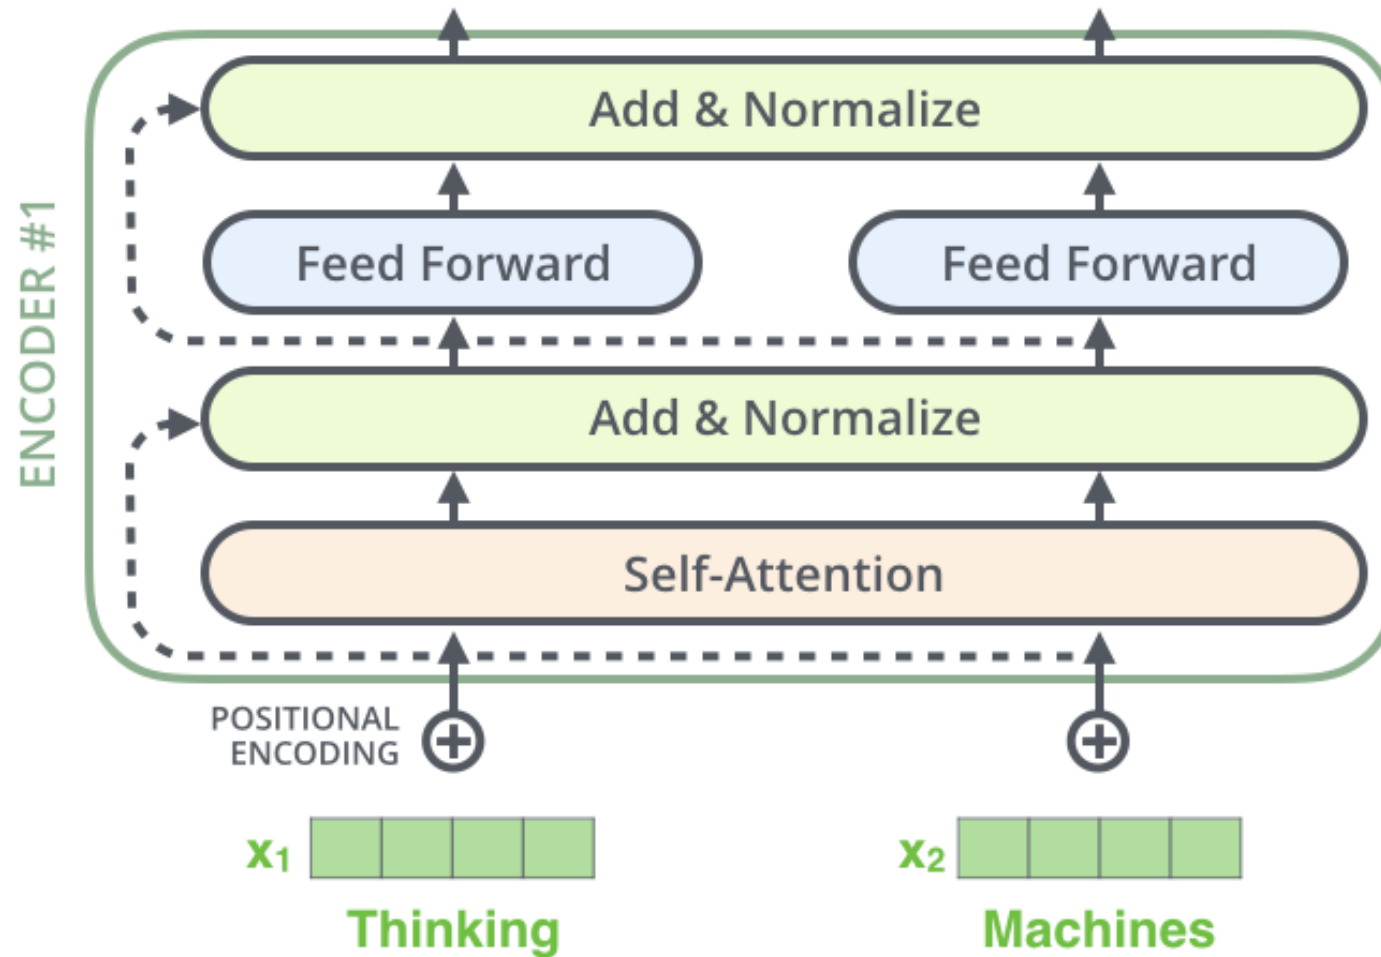 ENCODER #1
Add & Normalize
Feed Forward
Feed Forward
Add & Normalize
Self-Attention
POSITIONAL
ENCODING
x₁
x₂
Thinking
Machines